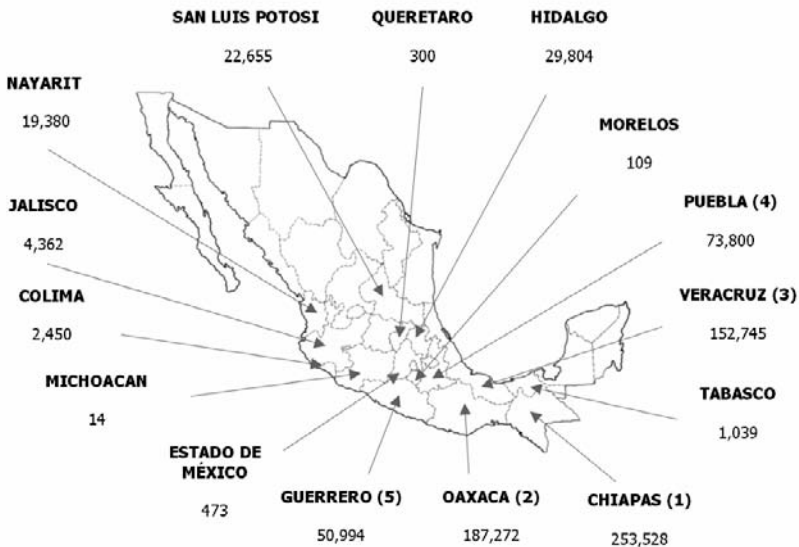 SAN LUIS POTOSI
22,655
QUERETARO
300
HIDALGO
29,804
NAYARIT
19,380
MORELOS
109
JALISCO
4,362
PUEBLA (4)
73,800
COLIMA
2,450
VERACRUZ (3)
152,745
MICHOACAN
14
TABASCO
1,039
ESTADO DE
MÉXICO
473
GUERRERO (5)
50,994
OAXACA (2)
187,272
CHIAPAS (1)
253,528